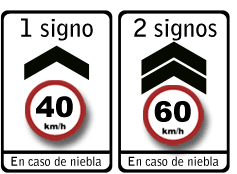 1 signo
40
km/h
En caso de niebla
2 signos
60
km/h
En caso de niebla